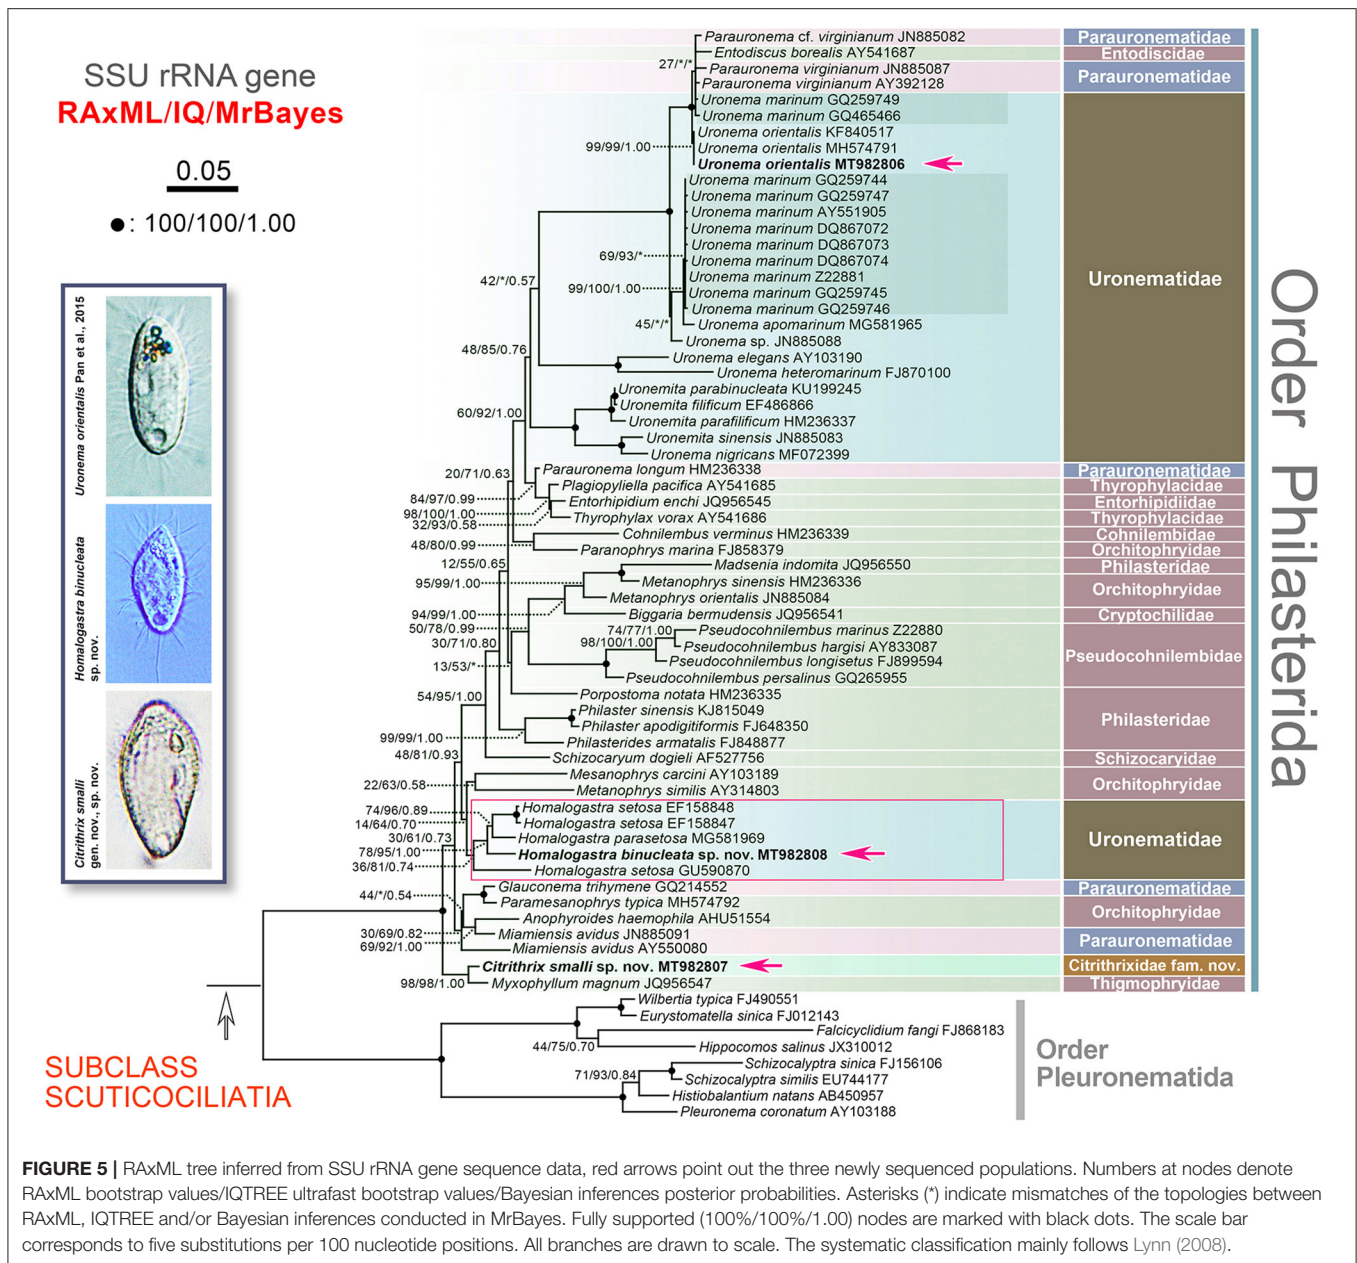 SSU rRNA gene
RAxML/IQ/MrBayes
0.05
●: 100/100/1.00
Uronema orientalis Pan et al., 2015
Homalogastra binucleata
sp. nov.
Citrithrix smalli
gen. nov., sp. nov.
Parauronema cf. virginianum JN885082
Entodiscus borealis AY541687
27/*/*
Parauronema virginianum JN885087
Parauronema virginianum AY392128
Uronema marinum GQ259749
Uronema marinum GQ465466
Uronema orientalis KF840517
99/99/1.00
Uronema orientalis MH574791
Uronema orientalis MT982806
Uronema marinum GQ259744
Uronema marinum GQ259747
Uronema marinum AY551905
Uronema marinum DQ867072
Uronema marinum DQ867073
69/93/*
Uronema marinum DQ867074
Uronema marinum Z22881
99/100/1.00
Uronema marinum GQ259745
Uronema marinum GQ259746
45/*/*
Uronema apomarinum MG581965
Uronema sp. JN885088
42/*/0.57
48/85/0.76
Uronema elegans AY103190
Uronema heteromarinum FJ870100
Uronemita parabinucleata KU199245
Uronemita filificum EF486866
60/92/1.00
Uronemita parafilificum HM236337
Uronemita sinensis JN885083
Uronema nigricans MF072399
20/71/0.63
Parauronema longum HM236338
Plagiopyliella pacifica AY541685
84/97/0.99
Entorhipidium enchi JQ956545
98/100/1.00
Thyrophylax vorax AY541686
32/93/0.58
Cohnilembus verminus HM236339
48/80/0.99
Paranophrys marina FJ858379
12/55/0.65
Madsenia indomita JQ956550
95/99/1.00
Metanophrys sinensis HM236336
Metanophrys orientalis JN885084
94/99/1.00
Biggaria bermudensis JQ956541
50/78/0.99
74/77/1.00
Pseudocohnilembus marinus Z22880
30/71/0.80
98/100/1.00
Pseudocohnilembus hargisi AY833087
Pseudocohnilembus longisetus FJ899594
13/53/*
Pseudocohnilembus persalinus GQ265955
54/95/1.00
Porpostoma notata HM236335
Philaster sinensis KJ815049
Philaster apodigitiformis FJ648350
99/99/1.00
Philasterides armatalis FJ848877
48/81/0.93
Schizocaryum dogieli AF527756
Mesanophrys carcini AY103189
22/63/0.58
Metanophrys similis AY314803
74/96/0.89
Homalogastra setosa EF158848
14/64/0.70
Homalogastra setosa EF158847
30/61/0.73
Homalogastra parasetosa MG581969
78/95/1.00
Homalogastra binucleata sp. nov. MT982808
36/81/0.74
Homalogastra setosa GU590870
44/*/0.54
Glauconema trihymene GQ214552
Paramesanophrys typica MH574792
Anophyroides haemophila AHU51554
30/69/0.82
Miamiensis avidus JN885091
69/92/1.00
Miamiensis avidus AY550080
Citrithrix smalli sp. nov. MT982807
98/98/1.00
Myxophyllum magnum JQ956547
Wilbertia typica FJ490551
Eurystomatella sinica FJ012143
Falcicyclidium fangi FJ868183
44/75/0.70
Hippocomos salinus JX310012
Schizocalyptra sinica FJ156106
71/93/0.84
Schizocalyptra similis EU744177
Histiobalantium natans AB450957
Pleuronema coronatum AY103188
Parauronematidae
Entodiscidae
Parauronematidae
Uronematidae
Parauronematidae
Thyrophylacidae
Entorhipidiidae
Thyrophylacidae
Cohnilembidae
Orchitophryidae
Philasteridae
Orchitophryidae
Cryptochilidae
Pseudocohnilembidae
Philasteridae
Schizocaryidae
Orchitophryidae
Uronematidae
Parauronematidae
Orchitophryidae
Parauronematidae
Citrithrixidae fam. nov.
Thigmophryidae
Order Philasterida
Order
Pleuronematida
SUBCLASS
SCUTICOCILIATIA
FIGURE 5 | RAxML tree inferred from SSU rRNA gene sequence data, red arrows point out the three newly sequenced populations. Numbers at nodes denote
RAxML bootstrap values/IQTREE ultrafast bootstrap values/Bayesian inferences posterior probabilities. Asterisks (*) indicate mismatches of the topologies between
RAxML, IQTREE and/or Bayesian inferences conducted in MrBayes. Fully supported (100%/100%/1.00) nodes are marked with black dots. The scale bar
corresponds to five substitutions per 100 nucleotide positions. All branches are drawn to scale. The systematic classification mainly follows Lynn (2008).